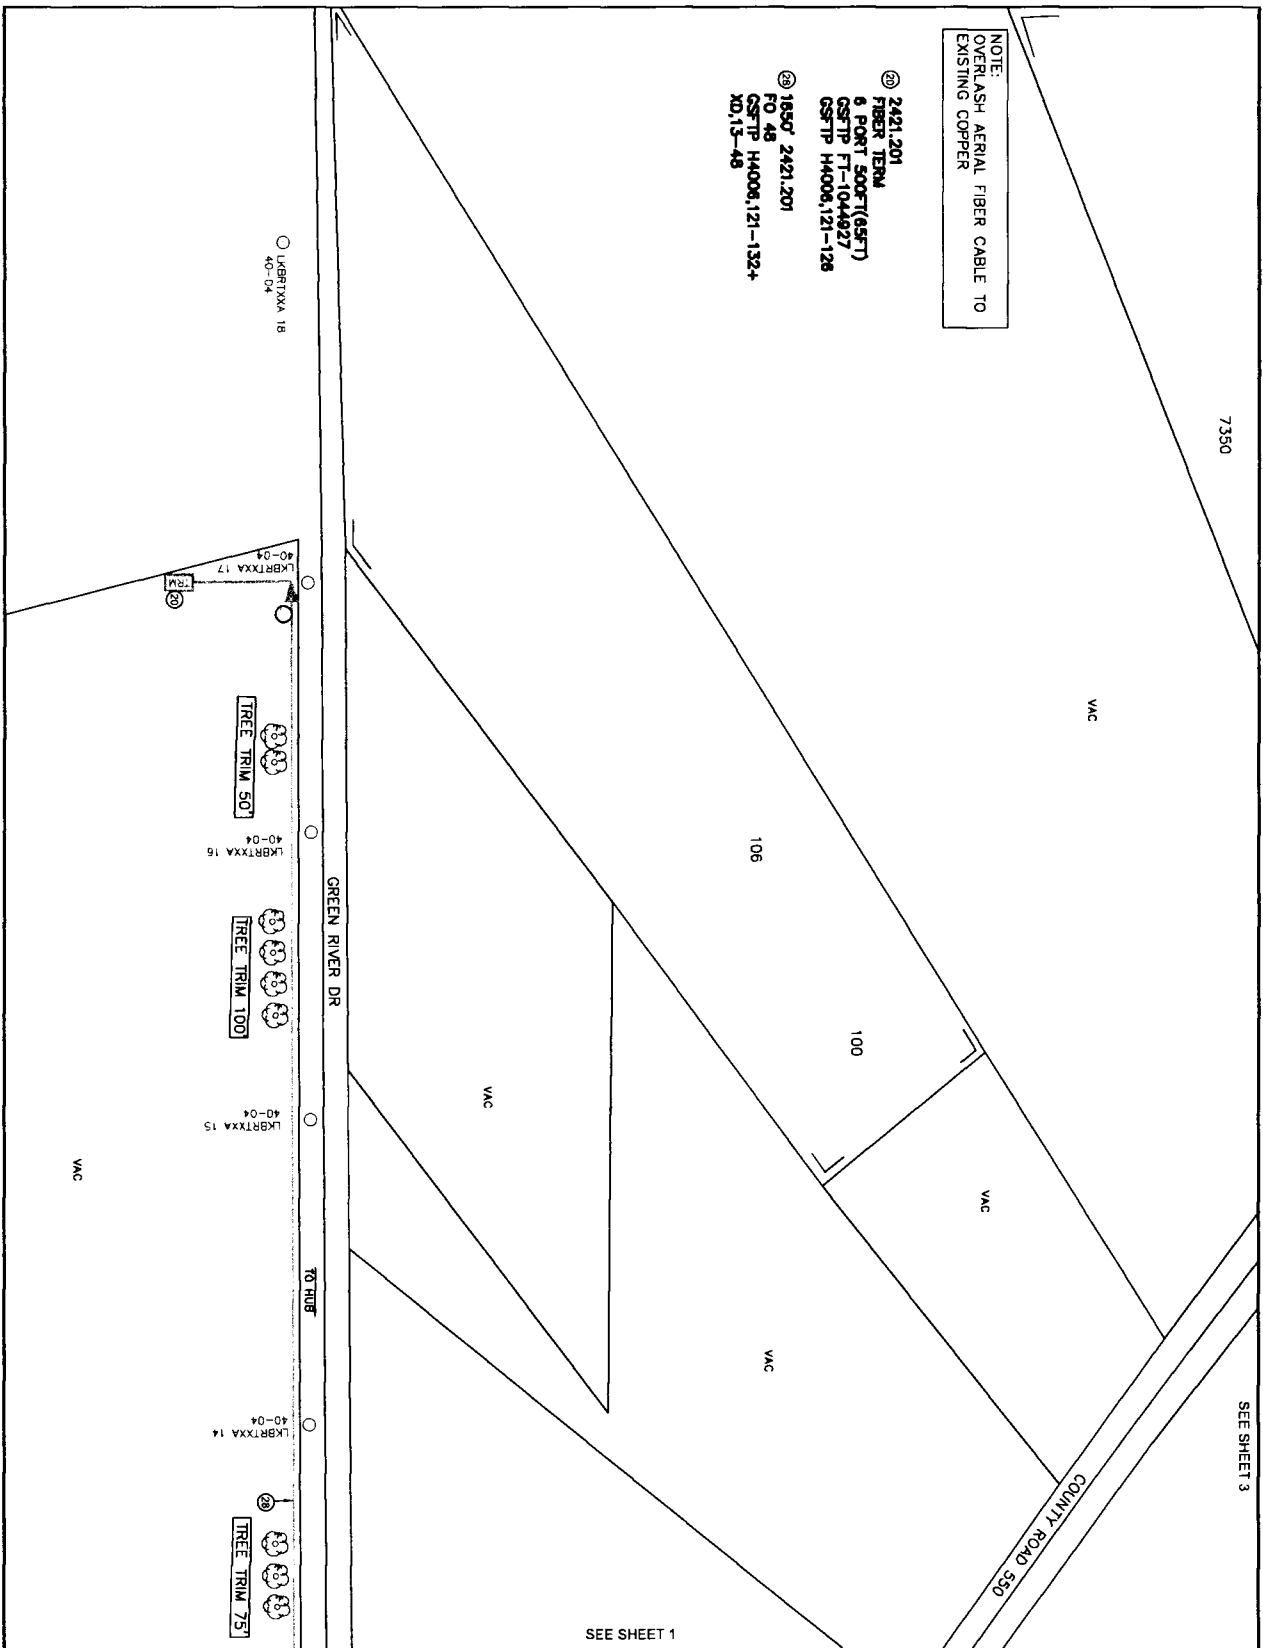 NOTE:
OVERLASH AERIAL FIBER CABLE TO
EXISTING COPPER
20 2421.201
FIBER TERM
6 PORT 500FT(65FT)
GSFTP FT-1044927
GSFTP H4006,121-126
28 1650' 2421.201
FO 48
GSFTP H4006,121-132+
XD,13-48
7350
VAC
SEE SHEET 3
106
100
VAC
COUNTY ROAD 550
VAC
VAC
GREEN RIVER DR
TO HUB
LKBRTXXA 18
40-04
LKBRTXXA 17
40-04
TRM
20
TREE TRIM 50'
LKBRTXXA 16
40-04
TREE TRIM 100'
LKBRTXXA 15
40-04
LKBRTXXA 14
40-04
28
TREE TRIM 75'
VAC
SEE SHEET 1